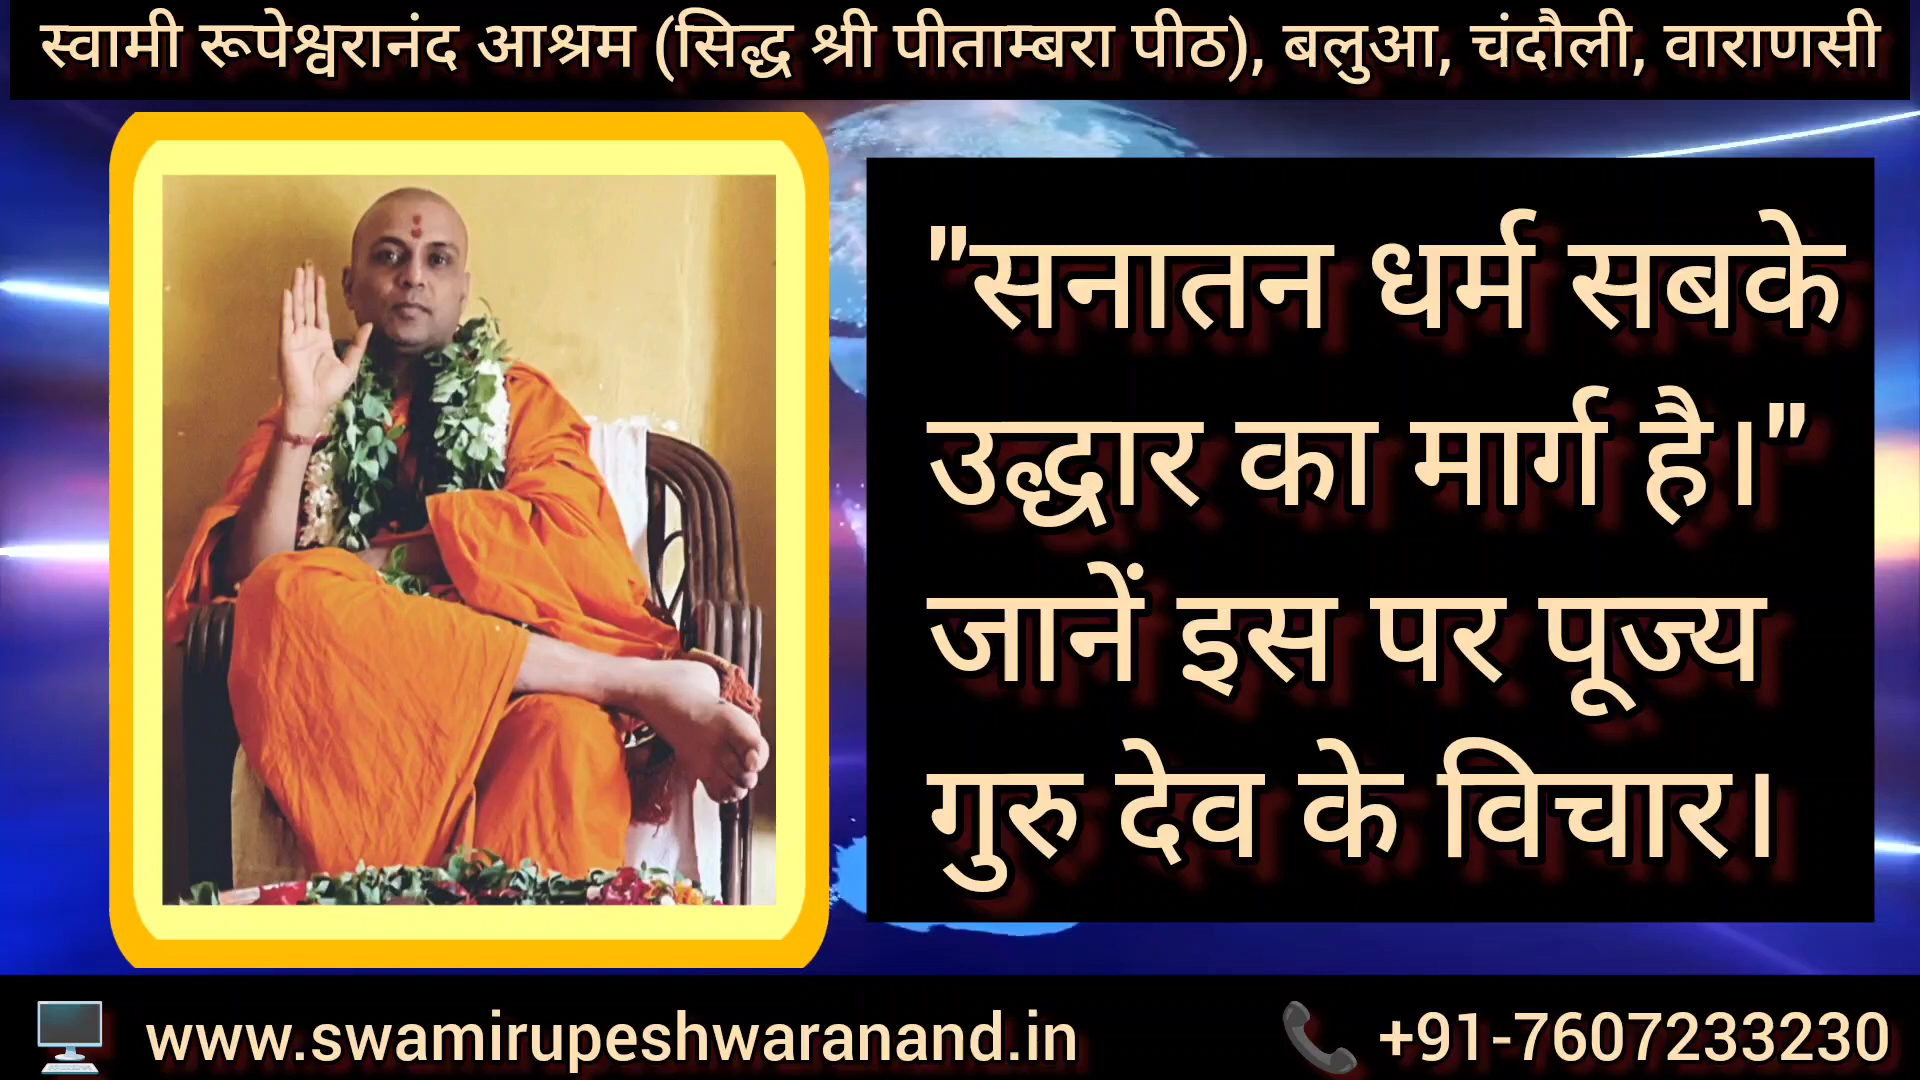 स्वामी रूपेश्वरानंद आश्रम (सिद्ध श्री पीताम्बरा पीठ), बलुआ, चंदौली, वाराणसी
"सनातन धर्म सबके
उद्धार का मार्ग है।"
जानें इस पर पूज्य
गुरु देव के विचार।
www.swamirupeshwaranand.in
+91-7607233230